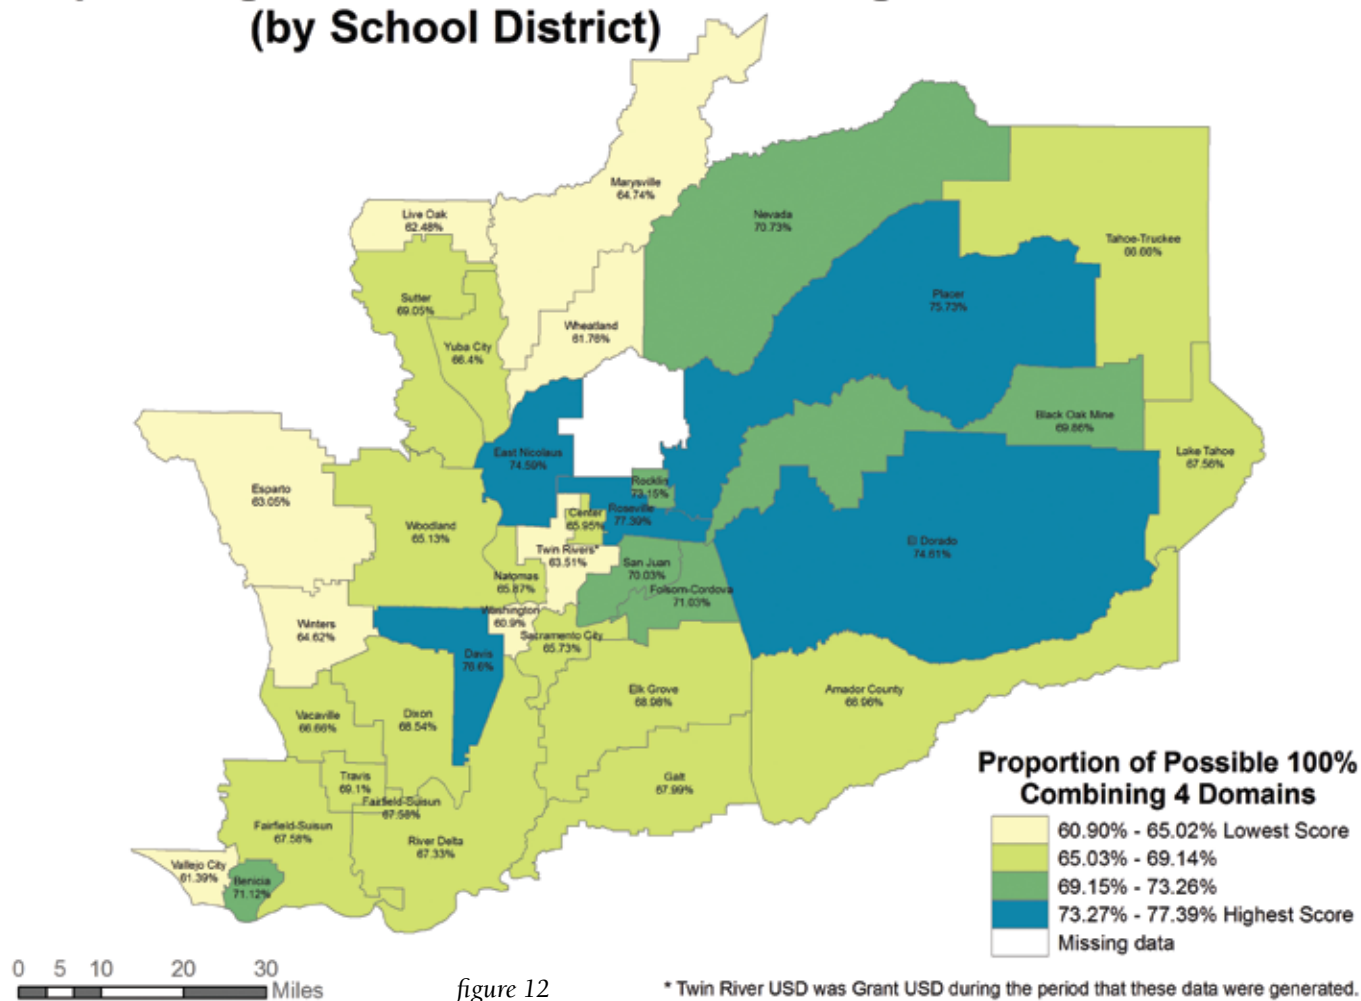 (by School District)
Marysville
64.74%
Live Oak
62.48%
Nevada
70.73%
Tahoe-Truckee
66.66%
Sutter
69.05%
Placer
75.73%
Wheatland
61.76%
Yuba City
66.4%
Black Oak Mine
69.86%
East Nicolaus
74.59%
Lake Tahoe
67.56%
Rocklin
73.15%
Esparto
63.05%
Roseville
77.39%
Center
65.95%
Woodland
65.13%
El Dorado
74.61%
Twin Rivers*
63.51%
San Juan
70.03%
Natomas
65.87%
Folsom-Cordova
71.03%
Washington
60.9%
Winters
64.62%
Sacramento City
65.73%
Davis
76.6%
Elk Grove
68.98%
Amador County
66.96%
Vacaville
66.66%
Dixon
68.54%
Travis
69.1%
Galt
67.99%
Fairfield-Suisun
67.58%
Fairfield-Suisun
67.58%
River Delta
67.33%
Vallejo City
61.39%
Benicia
71.12%
Proportion of Possible 100%
Combining 4 Domains
60.90% - 65.02% Lowest Score
65.03% - 69.14%
69.15% - 73.26%
73.27% - 77.39% Highest Score
Missing data
0 5 10 20 30
Miles
figure 12
* Twin River USD was Grant USD during the period that these data were generated.